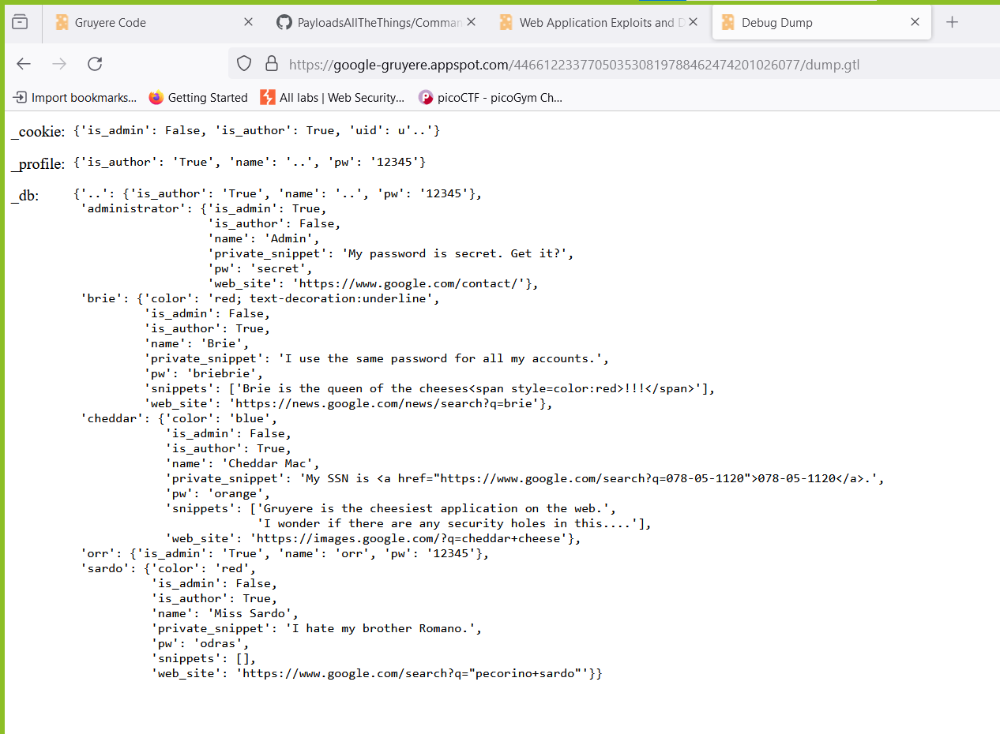 Gruyere Code
PayloadsAllTheThings/Comman
Web Application Exploits and D
Debug Dump
https://google-gruyere.appspot.com/446612233770503530819788462474201026077/dump.gtl
Import bookmarks...
Getting Started
All labs | Web Security...
picoCTF - picoGym Ch...
_cookie: {'is_admin': False, 'is_author': True, 'uid': u'..'}
_profile: {'is_author': 'True', 'name': '..', 'pw': '12345'}
_db: {'..': {'is_author': 'True', 'name': '..', 'pw': '12345'},
'administrator': {'is_admin': True,
'is_author': False,
'name': 'Admin',
'private_snippet': 'My password is secret. Get it?',
'pw': 'secret',
'web_site': 'https://www.google.com/contact/'},
'brie': {'color': 'red; text-decoration:underline',
'is_admin': False,
'is_author': True,
'name': 'Brie',
'private_snippet': 'I use the same password for all my accounts.',
'pw': 'briebrie',
'snippets': ['Brie is the queen of the cheeses<span style=color:red>!!!</span>'],
'web_site': 'https://news.google.com/news/search?q=brie'},
'cheddar': {'color': 'blue',
'is_admin': False,
'is_author': True,
'name': 'Cheddar Mac',
'private_snippet': 'My SSN is <a href="https://www.google.com/search?q=078-05-1120">078-05-1120</a>.',
'pw': 'orange',
'snippets': ['Gruyere is the cheesiest application on the web.',
'I wonder if there are any security holes in this....'],
'web_site': 'https://images.google.com/?q=cheddar+cheese'},
'orr': {'is_admin': 'True', 'name': 'orr', 'pw': '12345'},
'sardo': {'color': 'red',
'is_admin': False,
'is_author': True,
'name': 'Miss Sardo',
'private_snippet': 'I hate my brother Romano.',
'pw': 'odras',
'snippets': [],
'web_site': 'https://www.google.com/search?q="pecorino+sardo"'}}